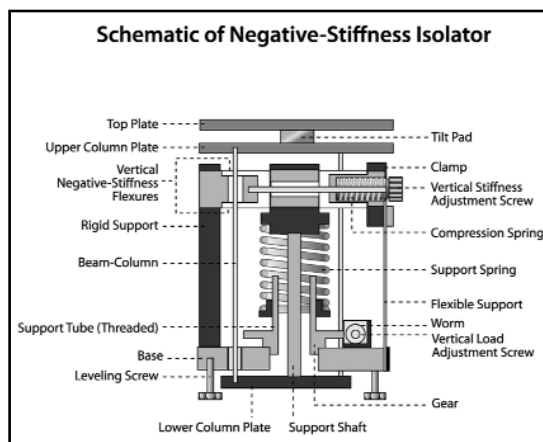 Schematic of Negative-Stiffness Isolator
Top Plate
Upper Column Plate
Vertical
Negative-Stiffness
Flexures
Rigid Support
Beam-Column
Support Tube (Threaded)
Base
Leveling Screw
Lower Column Plate
Support Shaft
Tilt Pad
Clamp
Vertical Stiffness
Adjustment Screw
Compression Spring
Support Spring
Flexible Support
Worm
Vertical Load
Adjustment Screw
Gear